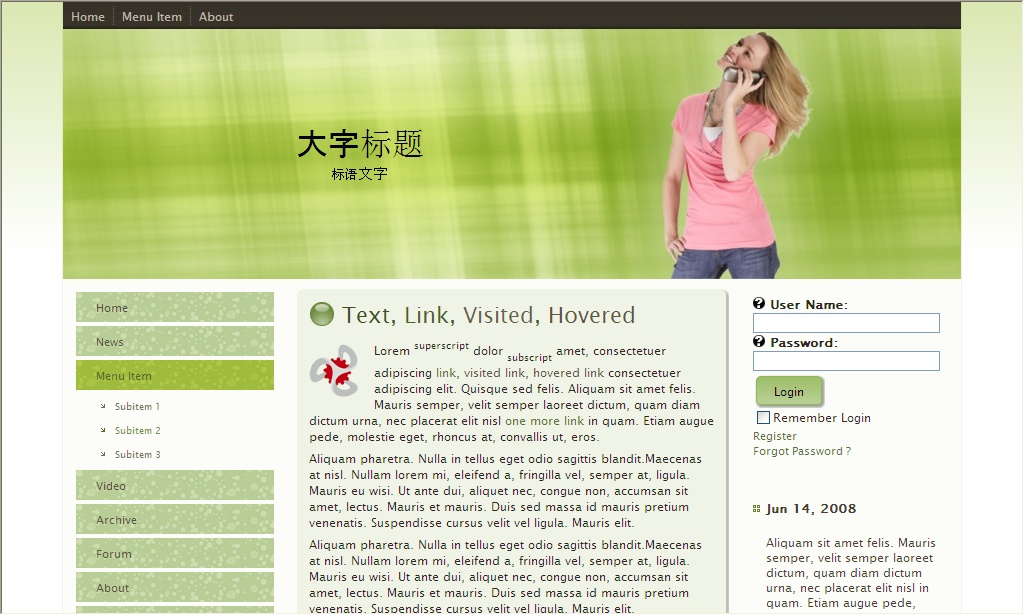 Home Menu Item About
大字标题
标语文字
Home
News
Menu Item
Subitem 1
Subitem 2
Subitem 3
Video
Archive
Forum
About
Text, Link, Visited, Hovered
Lorem superscript dolor subscript amet, consectetuer
adipiscing link, visited link, hovered link consectetuer
adipiscing elit. Quisque sed felis. Aliquam sit amet felis.
Mauris semper, velit semper laoreet dictum, quam diam
dictum urna, nec placerat elit nisl one more link in quam. Etiam augue
pede, molestie eget, rhoncus at, convallis ut, eros.
Aliquam pharetra. Nulla in tellus eget odio sagittis blandit.Maecenas
at nisl. Nullam lorem mi, eleifend a, fringilla vel, semper at, ligula.
Mauris eu wisi. Ut ante dui, aliquet nec, congue non, accumsan sit
amet, lectus. Mauris et mauris. Duis sed massa id mauris pretium
venenatis. Suspendisse cursus velit vel ligula. Mauris elit.
Aliquam pharetra. Nulla in tellus eget odio sagittis blandit.Maecenas
at nisl. Nullam lorem mi, eleifend a, fringilla vel, semper at, ligula.
Mauris eu wisi. Ut ante dui, aliquet nec, congue non, accumsan sit
amet, lectus. Mauris et mauris. Duis sed massa id mauris pretium
venenatis. Suspendisse cursus velit vel ligula. Mauris elit.
User Name:
Password:
Login
Remember Login
Register
Forgot Password ?
Jun 14, 2008
Aliquam sit amet felis. Mauris
semper, velit semper laoreet
dictum, quam diam dictum
urna, nec placerat elit nisl in
quam. Etiam augue pede,